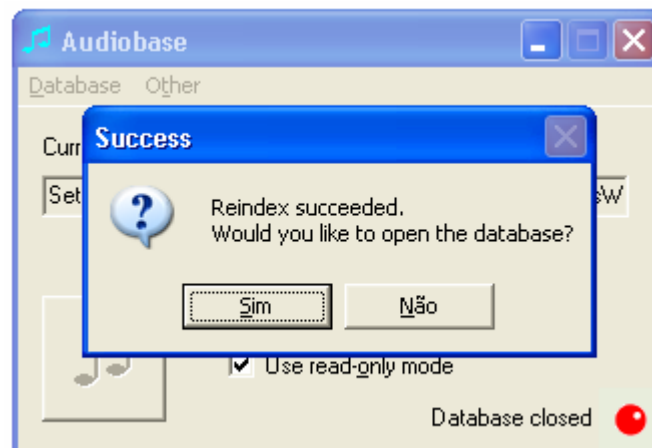 Audiobase
Database Other
Success
Curr
Set
sW
Reindex succeeded.
Would you like to open the database?
Sim
Não
Use read-only mode
Database closed